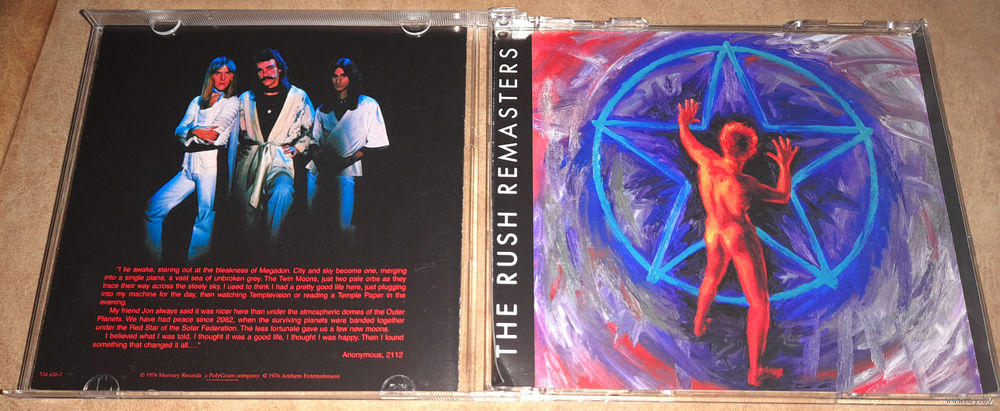 "I lie awake, staring out at the bleakness of Megadon. City and sky become one, merging
into a single plane, a vast sea of unbroken grey. The Twin Moons, just two pale orbs as they
trace their way across the steely sky. I used to think I had a pretty good life here, just plugging
into my machine for the day, then watching Templevision or reading a Temple Paper in the
evening.
My friend Jon always said it was nicer here than under the atmospheric domes of the Outer
Planets. We have had peace since 2062, when the surviving planets were banded together
under the Red Star of the Solar Federation. The less fortunate gave us a few new moons.
I believed what I was told, I thought it was a good life, I thought I was happy. Then I found
something that changed it all....."
Anonymous, 2112
534 626-2
© 1976 Mercury Records a PolyGram company © 1976 Anthem Entertainment
THE RUSH REMASTERS